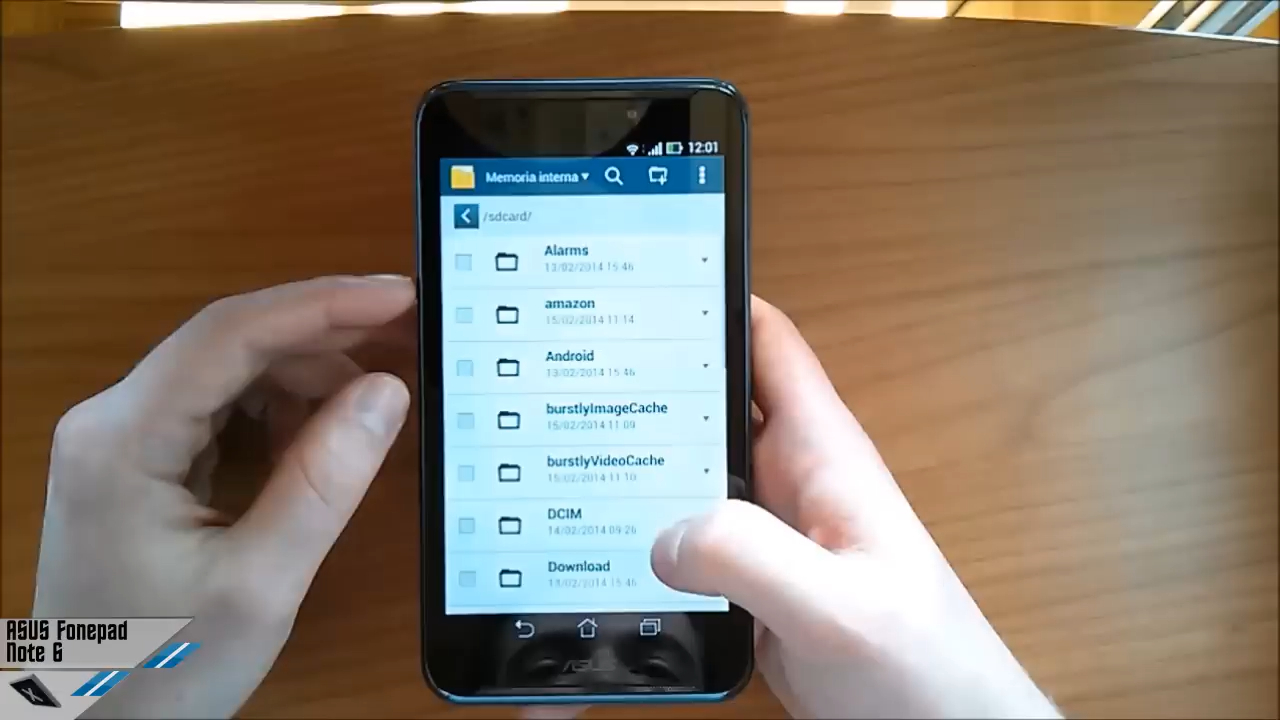 12:01
Memoria interna
/sdcard/
Alarms
13/02/2014 15:46
amazon
15/02/2014 11:14
Android
13/02/2014 15:46
burstlyImageCache
15/02/2014 11:09
burstlyVideoCache
15/02/2014 11:10
DCIM
14/02/2014 09:26
Download
13/02/2014 15:46
ASUS
ASUS Fonepad
Note 6
X